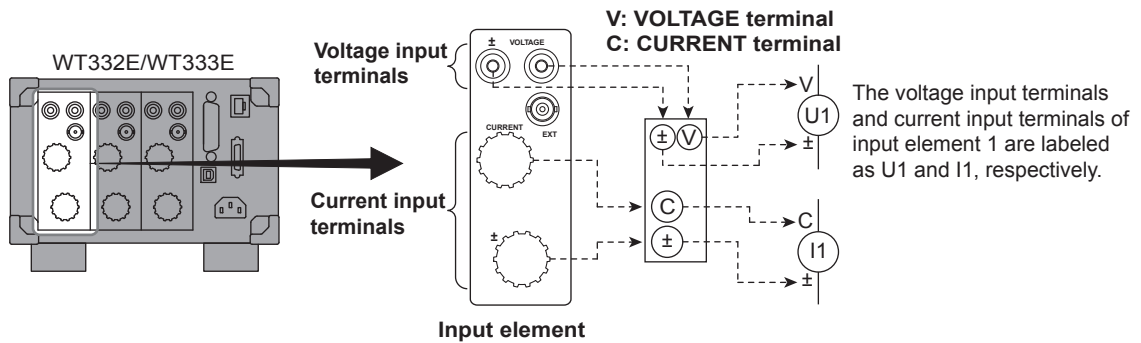 V: VOLTAGE terminal
C: CURRENT terminal
WT332E/WT333E
Voltage input
terminals
± VOLTAGE
EXT
CURRENT
±
Current input
terminals
Input element
± V
C
±
V
U1
±
C
I1
±
The voltage input terminals
and current input terminals of
input element 1 are labeled
as U1 and I1, respectively.